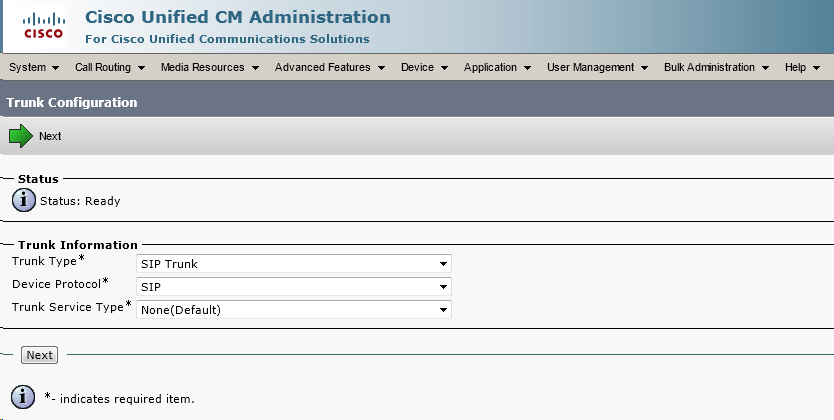 Cisco Unified CM Administration
CISCO For Cisco Unified Communications Solutions
System Call Routing Media Resources Advanced Features Device Application User Management Bulk Administration Help
Trunk Configuration
Next
Status
i Status: Ready
Trunk Information
Trunk Type* SIP Trunk
Device Protocol* SIP
Trunk Service Type* None(Default)
Next
i *- indicates required item.